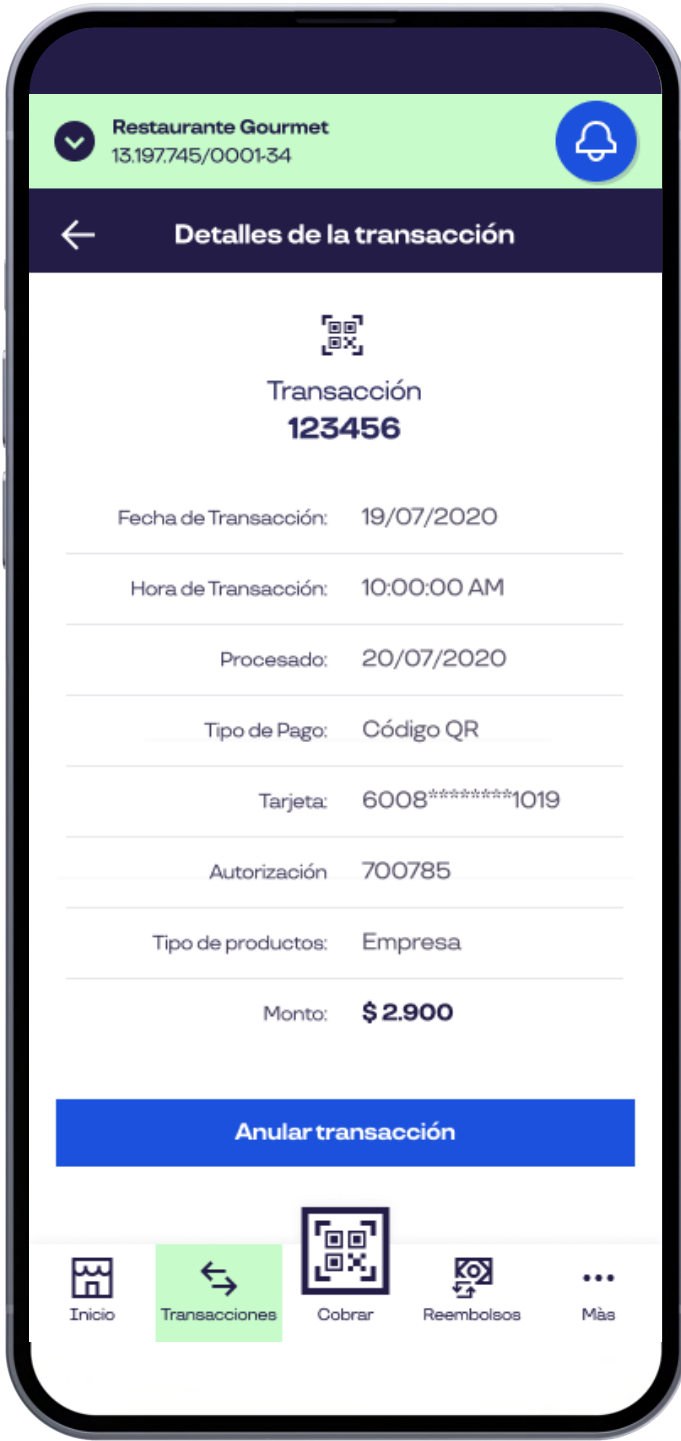 Restaurante Gourmet
13.197.745/0001-34
Detalles de la transacción
Transacción
123456
Fecha de Transacción: 19/07/2020
Hora de Transacción: 10:00:00 AM
Procesado: 20/07/2020
Tipo de Pago: Código QR
Tarjeta: 6008********1019
Autorización 700785
Tipo de productos: Empresa
Monto: $ 2.900
Anular transacción
Inicio Transacciones Cobrar Reembolsos Màs